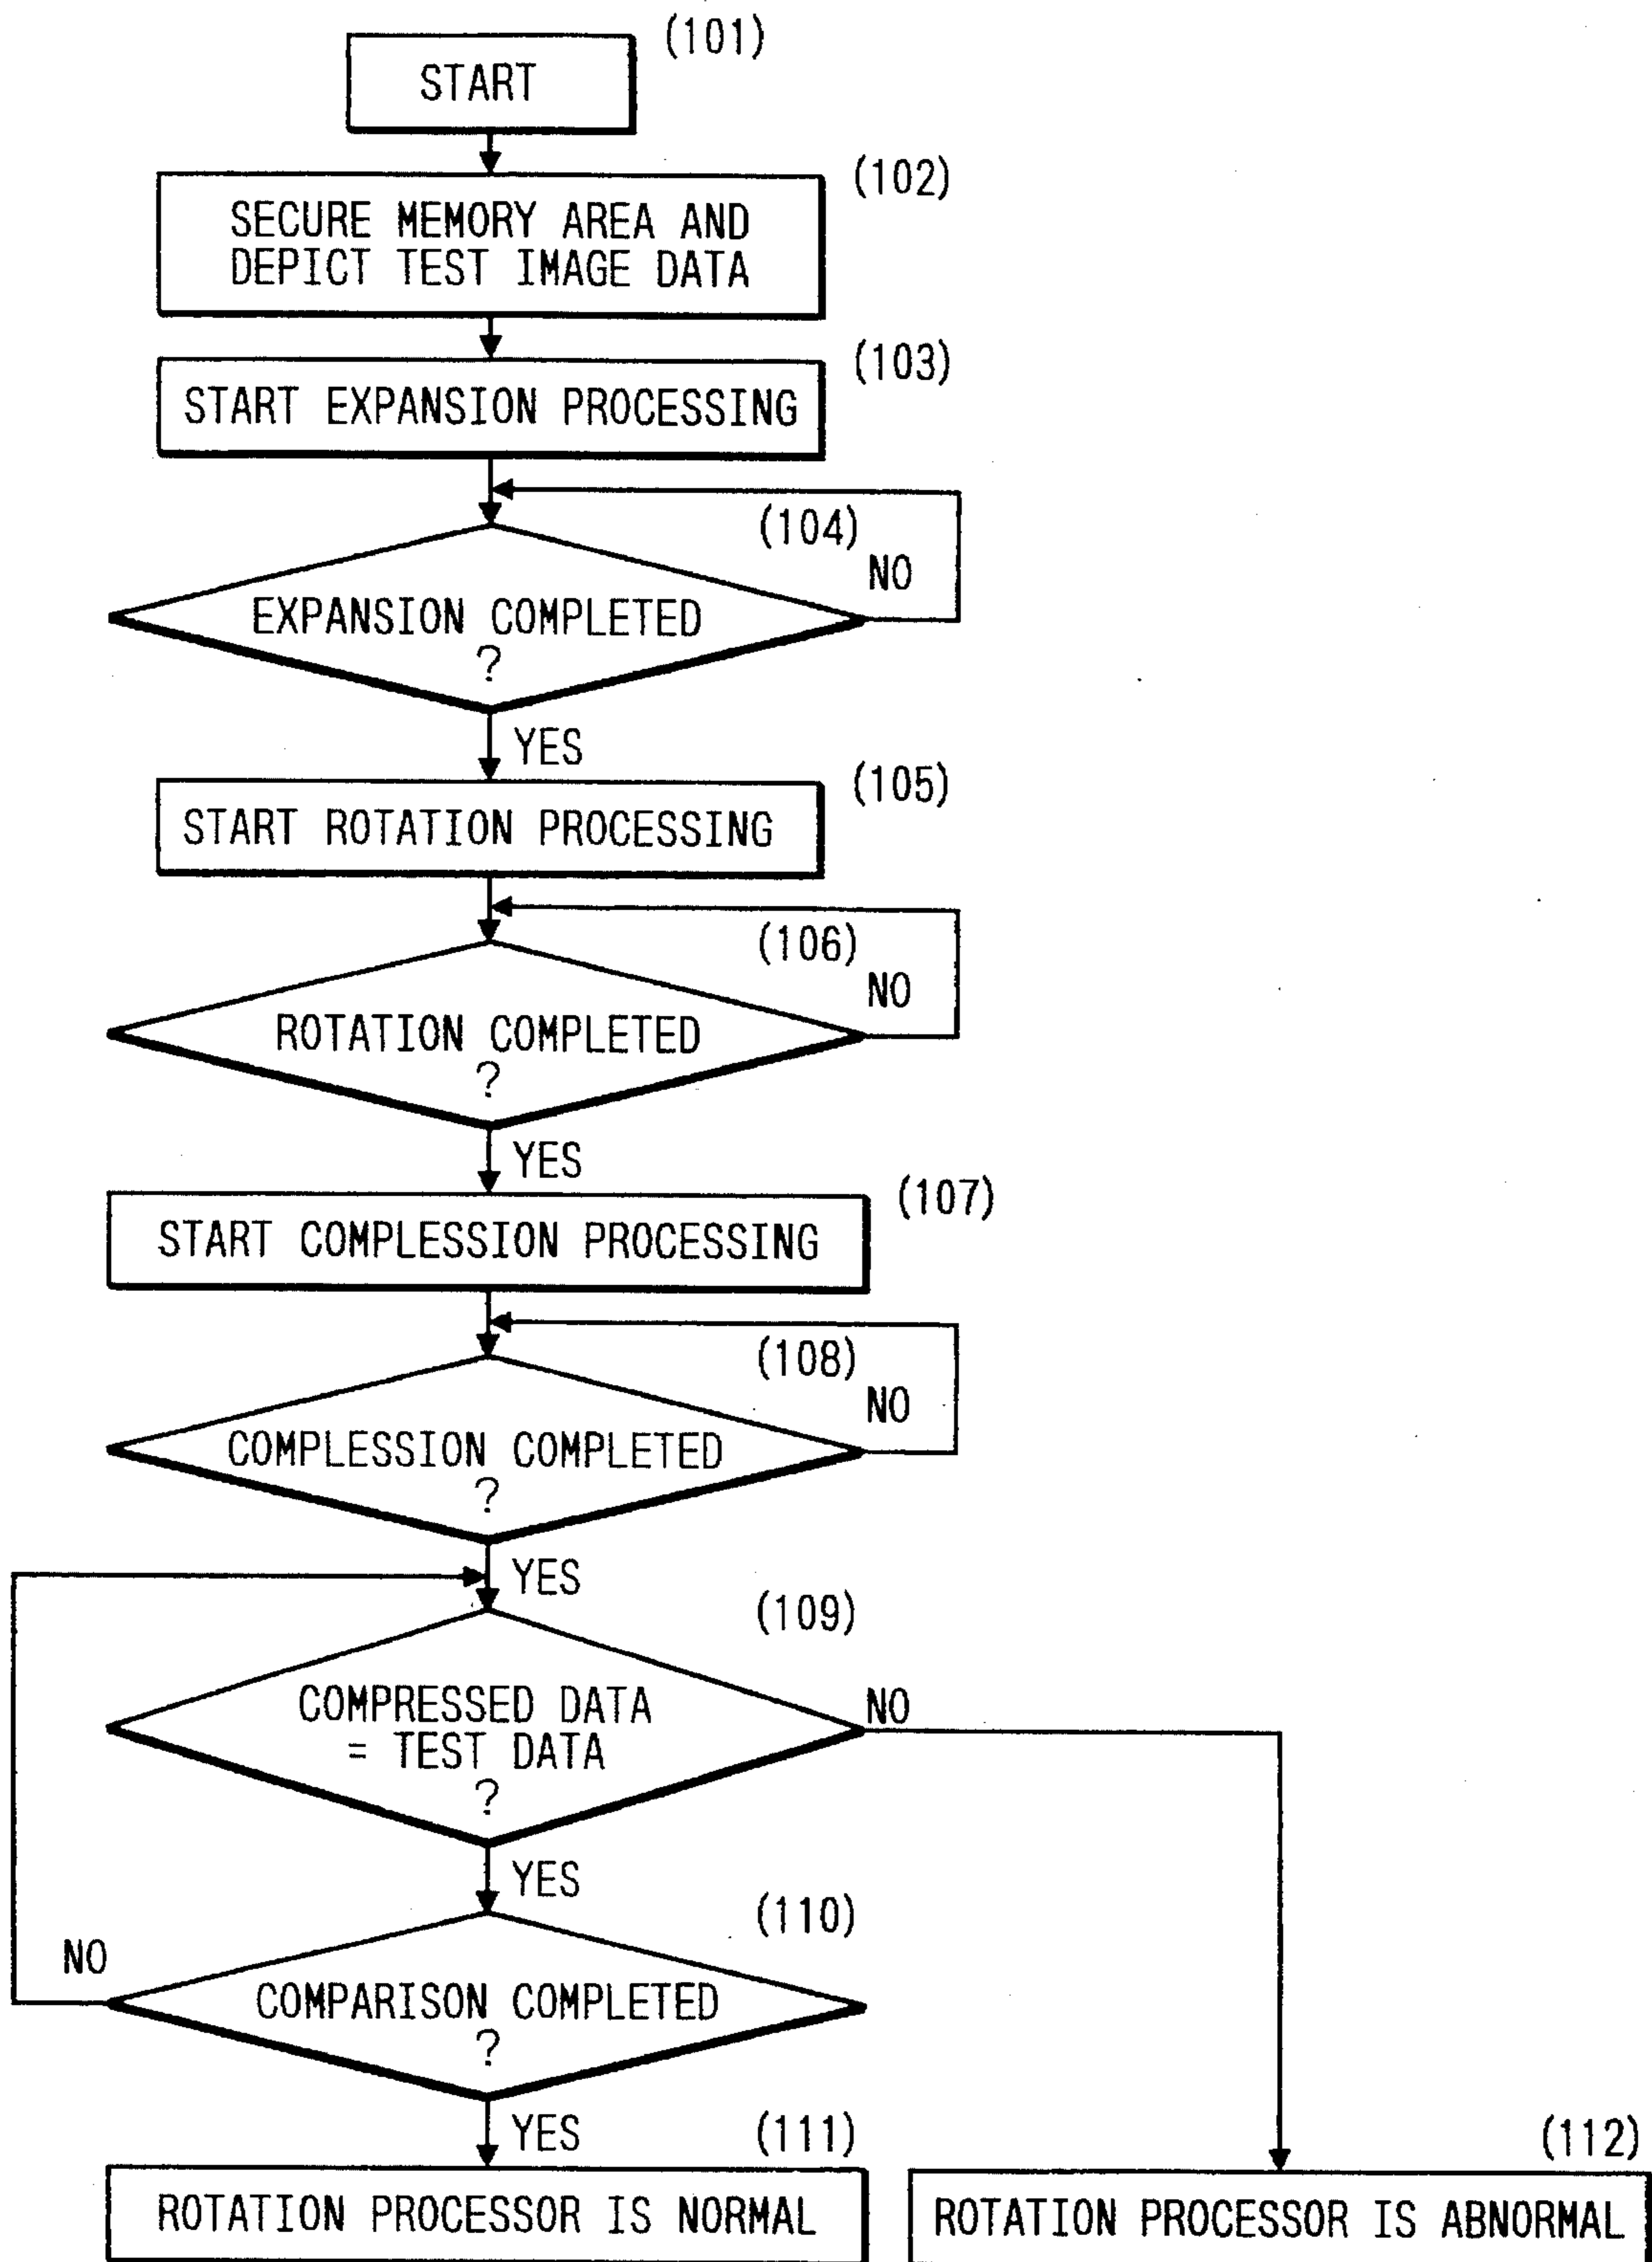 (101)
START
(102)
SECURE MEMORY AREA AND
DEPICT TEST IMAGE DATA
(103)
START EXPANSION PROCESSING
(104)
NO
EXPANSION COMPLETED
?
YES
(105)
START ROTATION PROCESSING
(106)
NO
ROTATION COMPLETED
?
YES
(107)
START COMPLESSION PROCESSING
(108)
NO
COMPLESSION COMPLETED
?
YES
(109)
COMPRESSED DATA
= TEST DATA
?
NO
YES
(110)
NO
COMPARISON COMPLETED
?
YES
(111)
(112)
ROTATION PROCESSOR IS NORMAL
ROTATION PROCESSOR IS ABNORMAL